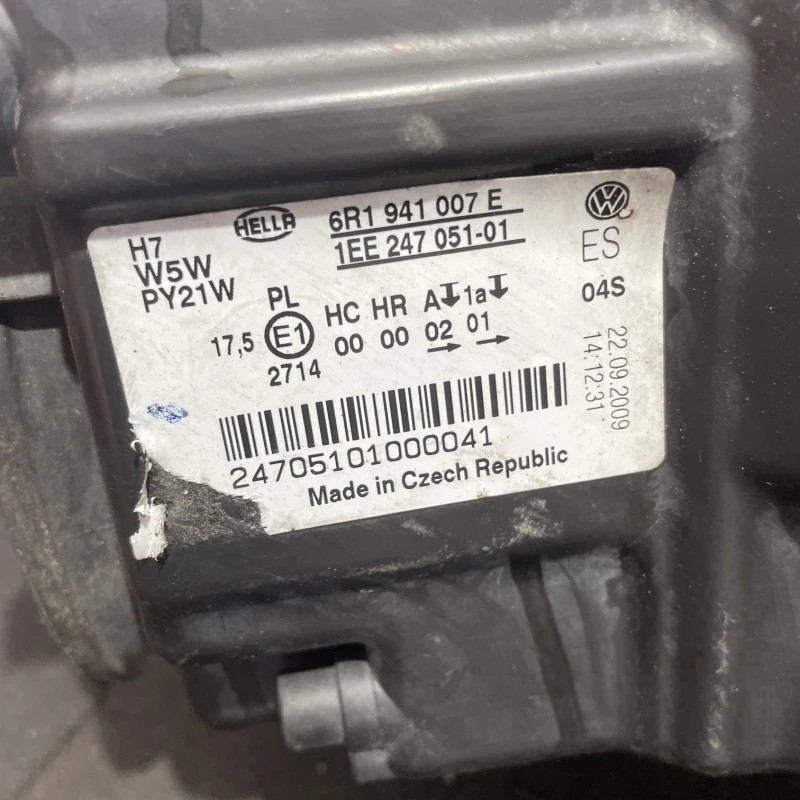 H7
W5W
PY21W
HELLA
6R1 941 007 E
1EE 247 051-01
VW
ES
04S
PL
17,5 E1
2714
HC HR A 1a
00 00 02 01
22.09.2009
14:12:31
24705101000041
Made in Czech Republic